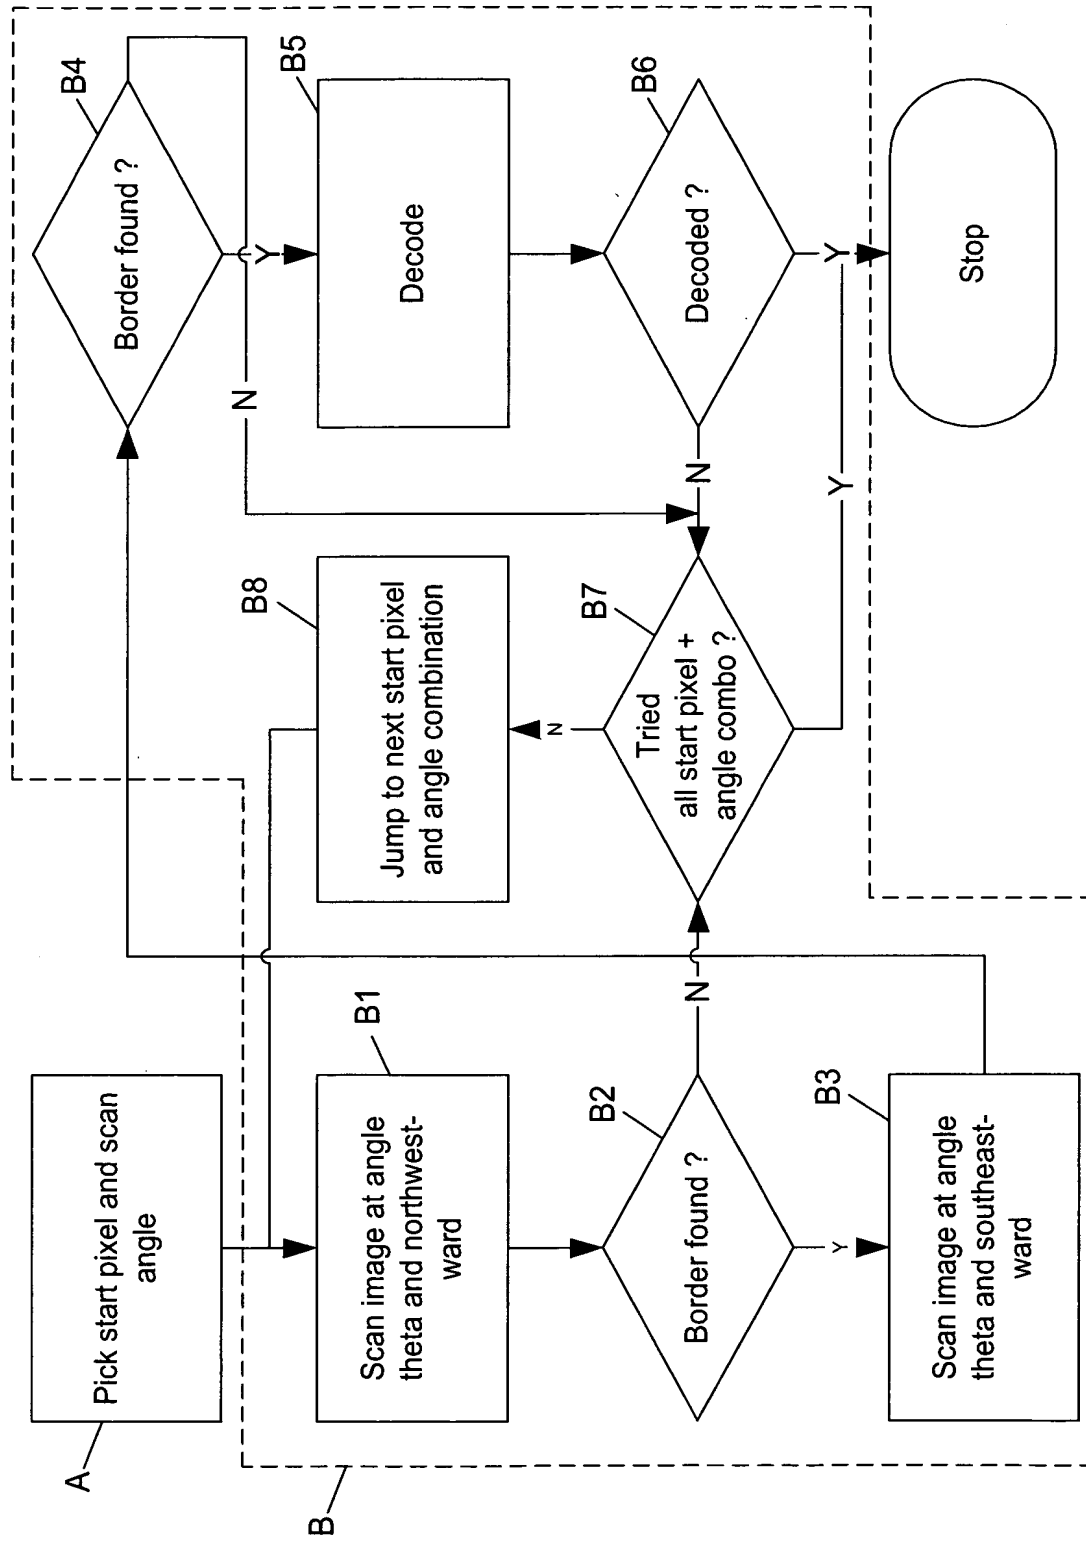 A
Pick start pixel and scan
angle
B
B1
Scan image at angle
theta and northwest-
ward
B2
Border found ?
N
Y
B3
Scan image at angle
theta and southeast-
ward
B4
Border found ?
N
Y
B5
Decode
B6
Decoded ?
N
Y
B7
Tried
all start pixel +
angle combo ?
N
Y
B8
Jump to next start pixel
and angle combination
Stop